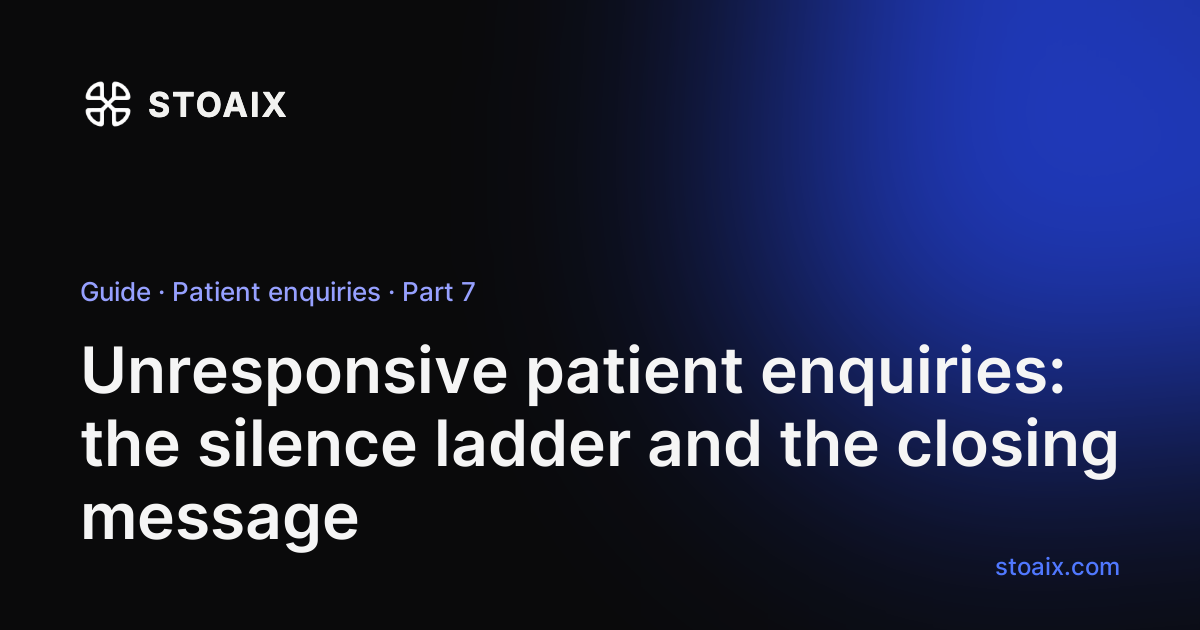 STOAIX
Guide · Patient enquiries · Part 7
Unresponsive patient enquiries:
the silence ladder and the closing
message
stoaix.com